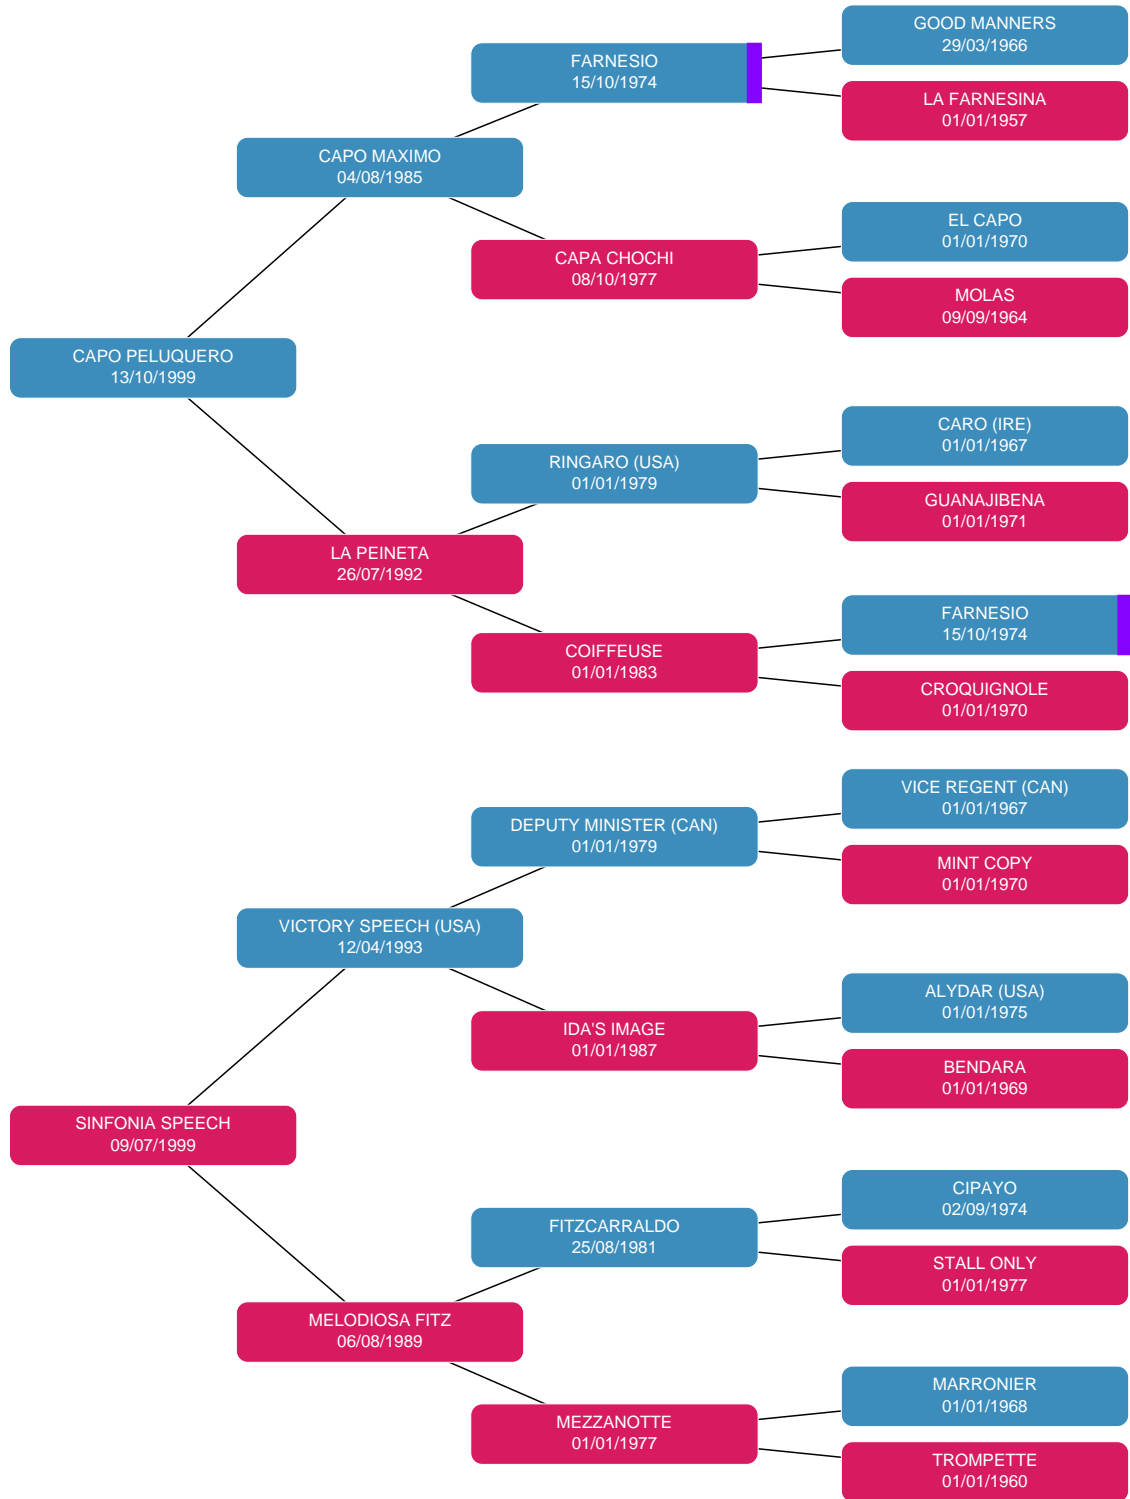 GOOD MANNERS
29/03/1966
FARNESIO
15/10/1974
LA FARNESINA
01/01/1957
CAPO MAXIMO
04/08/1985
EL CAPO
01/01/1970
CAPA CHOCHI
08/10/1977
MOLAS
09/09/1964
CAPO PELUQUERO
13/10/1999
CARO (IRE)
01/01/1967
RINGARO (USA)
01/01/1979
GUANAJIBENA
01/01/1971
LA PEINETA
26/07/1992
FARNESIO
15/10/1974
COIFFEUSE
01/01/1983
CROQUIGNOLE
01/01/1970
VICE REGENT (CAN)
01/01/1967
DEPUTY MINISTER (CAN)
01/01/1979
MINT COPY
01/01/1970
VICTORY SPEECH (USA)
12/04/1993
ALYDAR (USA)
01/01/1975
IDA'S IMAGE
01/01/1987
BENDARA
01/01/1969
SINFONIA SPEECH
09/07/1999
CIPAYO
02/09/1974
FITZCARRALDO
25/08/1981
STALL ONLY
01/01/1977
MELODIOSA FITZ
06/08/1989
MARRONIER
01/01/1968
MEZZANOTTE
01/01/1977
TROMPETTE
01/01/1960